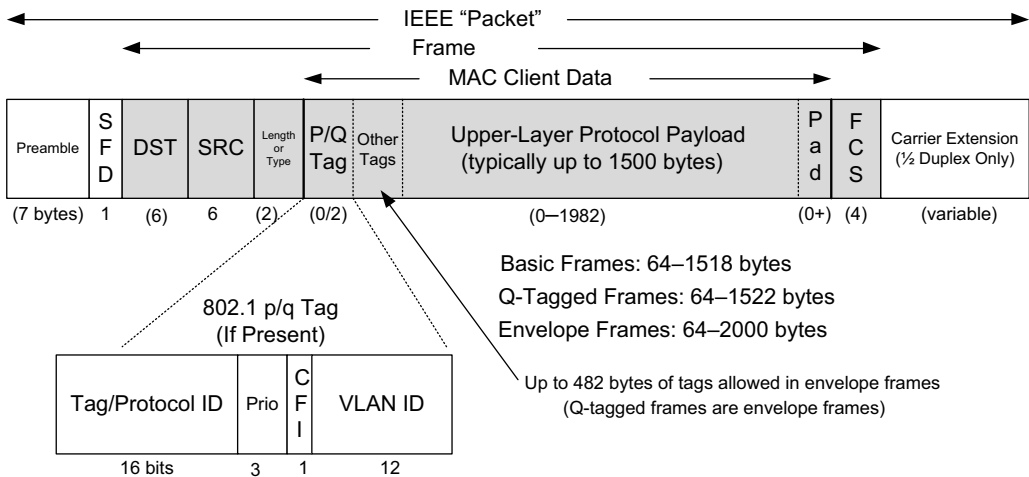 IEEE “Packet”
Frame
MAC Client Data
Preamble
S
F
D
DST
SRC
Length
or
Type
P/Q
Tag
Other
Tags
Upper-Layer Protocol Payload
(typically up to 1500 bytes)
P
a
d
F
C
S
Carrier Extension
(½ Duplex Only)
(7 bytes) 1 (6) 6 (2) (0/2) (0—1982) (0+) (4) (variable)
Basic Frames: 64–1518 bytes
Q-Tagged Frames: 64–1522 bytes
Envelope Frames: 64–2000 bytes
802.1 p/q Tag
(If Present)
Up to 482 bytes of tags allowed in envelope frames
(Q-tagged frames are envelope frames)
Tag/Protocol ID
Prio
C
F
I
VLAN ID
16 bits 3 1 12